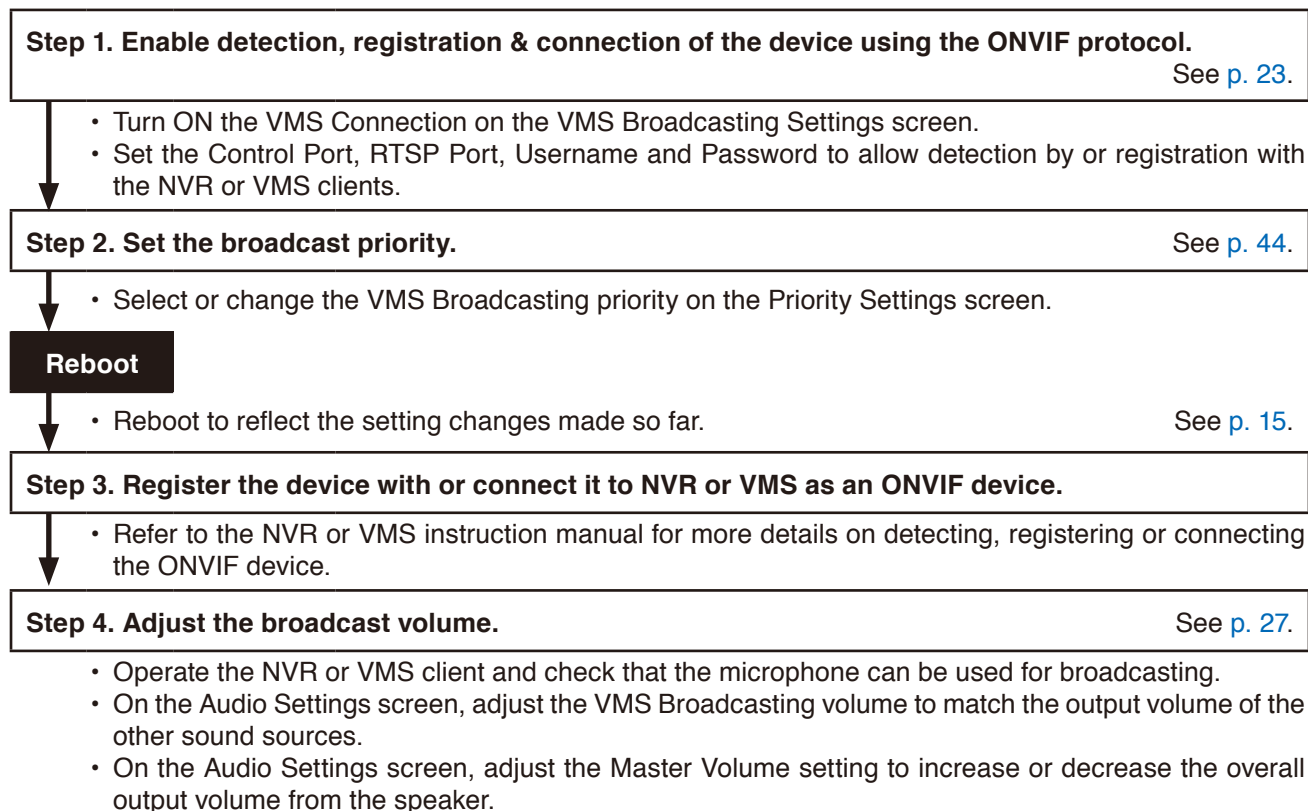 Step 1. Enable detection, registration & connection of the device using the ONVIF protocol.
See p. 23.
・ Turn ON the VMS Connection on the VMS Broadcasting Settings screen.
・ Set the Control Port, RTSP Port, Username and Password to allow detection by or registration with
the NVR or VMS clients.
Step 2. Set the broadcast priority. See p. 44.
・ Select or change the VMS Broadcasting priority on the Priority Settings screen.
Reboot
・ Reboot to reflect the setting changes made so far. See p. 15.
Step 3. Register the device with or connect it to NVR or VMS as an ONVIF device.
・ Refer to the NVR or VMS instruction manual for more details on detecting, registering or connecting
the ONVIF device.
Step 4. Adjust the broadcast volume. See p. 27.
・ Operate the NVR or VMS client and check that the microphone can be used for broadcasting.
・ On the Audio Settings screen, adjust the VMS Broadcasting volume to match the output volume of the
other sound sources.
・ On the Audio Settings screen, adjust the Master Volume setting to increase or decrease the overall
output volume from the speaker.